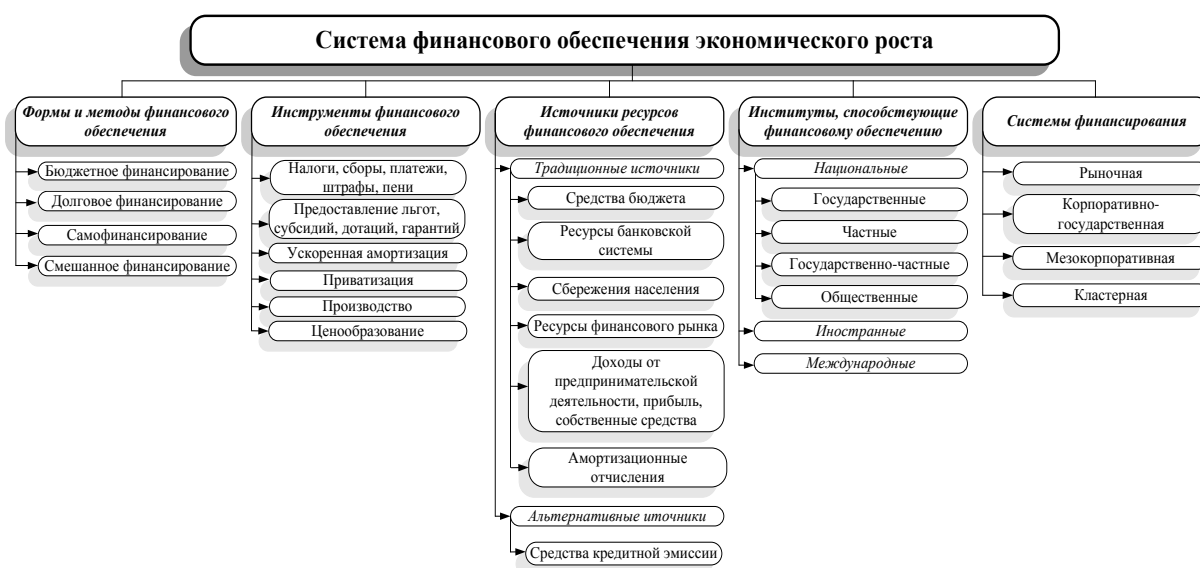 Система финансового обеспечения экономического роста
Формы и методы финансового
обеспечения
Бюджетное финансирование
Долговое финансирование
Самофинансирование
Смешанное финансирование
Инструменты финансового
обеспечения
Налоги, сборы, платежи,
штрафы, пени
Предоставление льгот,
субсидий, дотаций, гарантий
Ускоренная амортизация
Приватизация
Производство
Ценообразование
Источники ресурсов
финансового обеспечения
Традиционные источники
Средства бюджета
Ресурсы банковской
системы
Сбережения населения
Ресурсы финансового рынка
Доходы от
предпринимательской
деятельности, прибыль,
собственные средства
Амортизационные
отчисления
Альтернативные иточники
Средства кредитной эмиссии
Институты, способствующие
финансовому обеспечению
Национальные
Государственные
Частные
Государственно-частные
Общественные
Иностранные
Международные
Системы финансирования
Рыночная
Корпоративно-
государственная
Мезокорпоративная
Кластерная